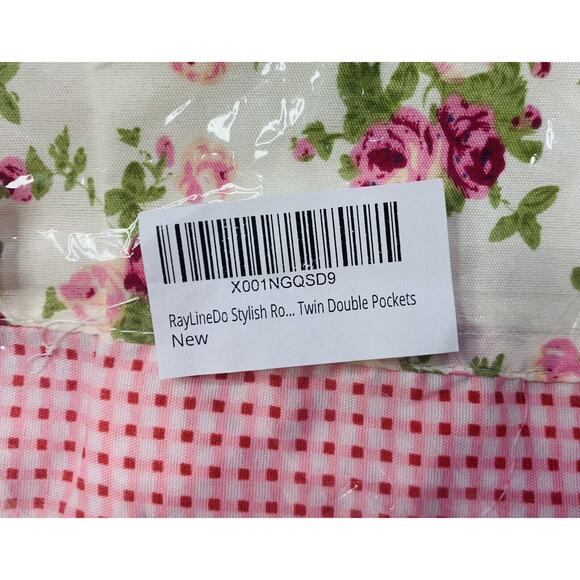 X001NGQSD9
RayLineDo Stylish Ro... Twin Double Pockets
New